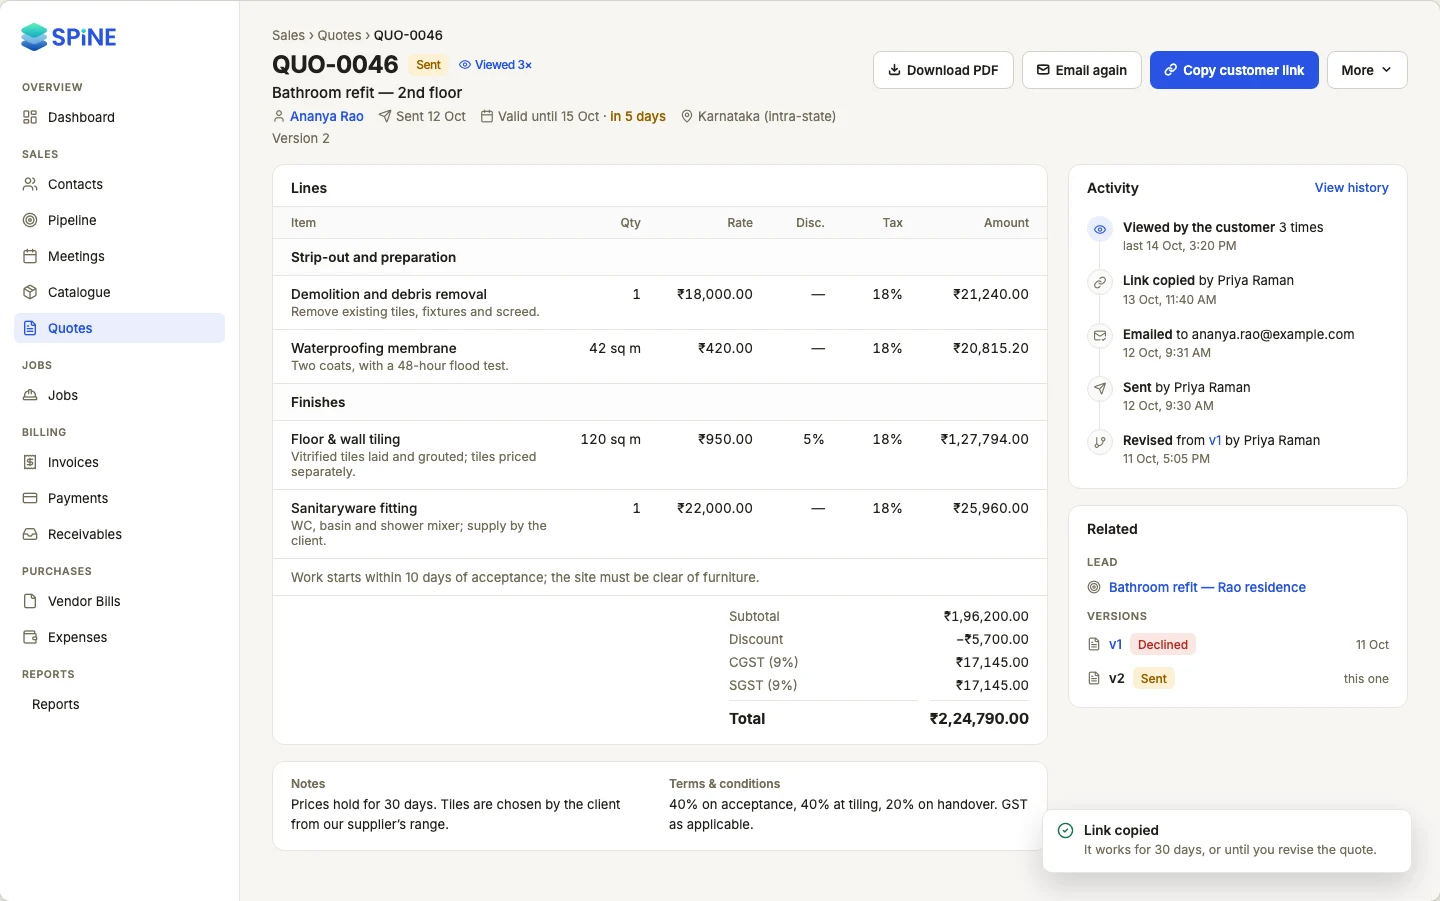 SPiNE
OVERVIEW
Dashboard
SALES
Contacts
Pipeline
Meetings
Catalogue
Quotes
JOBS
Jobs
BILLING
Invoices
Payments
Receivables
PURCHASES
Vendor Bills
Expenses
REPORTS
Reports
Sales › Quotes › QUO-0046
QUO-0046 Sent Viewed 3×
Bathroom refit — 2nd floor
Ananya Rao Sent 12 Oct Valid until 15 Oct · in 5 days Karnataka (intra-state)
Version 2
Download PDF Email again Copy customer link More
Lines
Item Qty Rate Disc. Tax Amount
Strip-out and preparation
Demolition and debris removal 1 ₹18,000.00 — 18% ₹21,240.00
Remove existing tiles, fixtures and screed.
Waterproofing membrane 42 sq m ₹420.00 — 18% ₹20,815.20
Two coats, with a 48-hour flood test.
Finishes
Floor & wall tiling 120 sq m ₹950.00 5% 18% ₹1,27,794.00
Vitrified tiles laid and grouted; tiles priced
separately.
Sanitaryware fitting 1 ₹22,000.00 — 18% ₹25,960.00
WC, basin and shower mixer; supply by the
client.
Work starts within 10 days of acceptance; the site must be clear of furniture.
Subtotal ₹1,96,200.00
Discount −₹5,700.00
CGST (9%) ₹17,145.00
SGST (9%) ₹17,145.00
Total ₹2,24,790.00
Notes
Prices hold for 30 days. Tiles are chosen by the client
from our supplier’s range.
Terms & conditions
40% on acceptance, 40% at tiling, 20% on handover. GST
as applicable.
Activity View history
Viewed by the customer 3 times
last 14 Oct, 3:20 PM
Link copied by Priya Raman
13 Oct, 11:40 AM
Emailed to ananya.rao@example.com
12 Oct, 9:31 AM
Sent by Priya Raman
12 Oct, 9:30 AM
Revised from v1 by Priya Raman
11 Oct, 5:05 PM
Related
LEAD
Bathroom refit — Rao residence
VERSIONS
v1 Declined 11 Oct
v2 Sent this one
Link copied
It works for 30 days, or until you revise the quote.